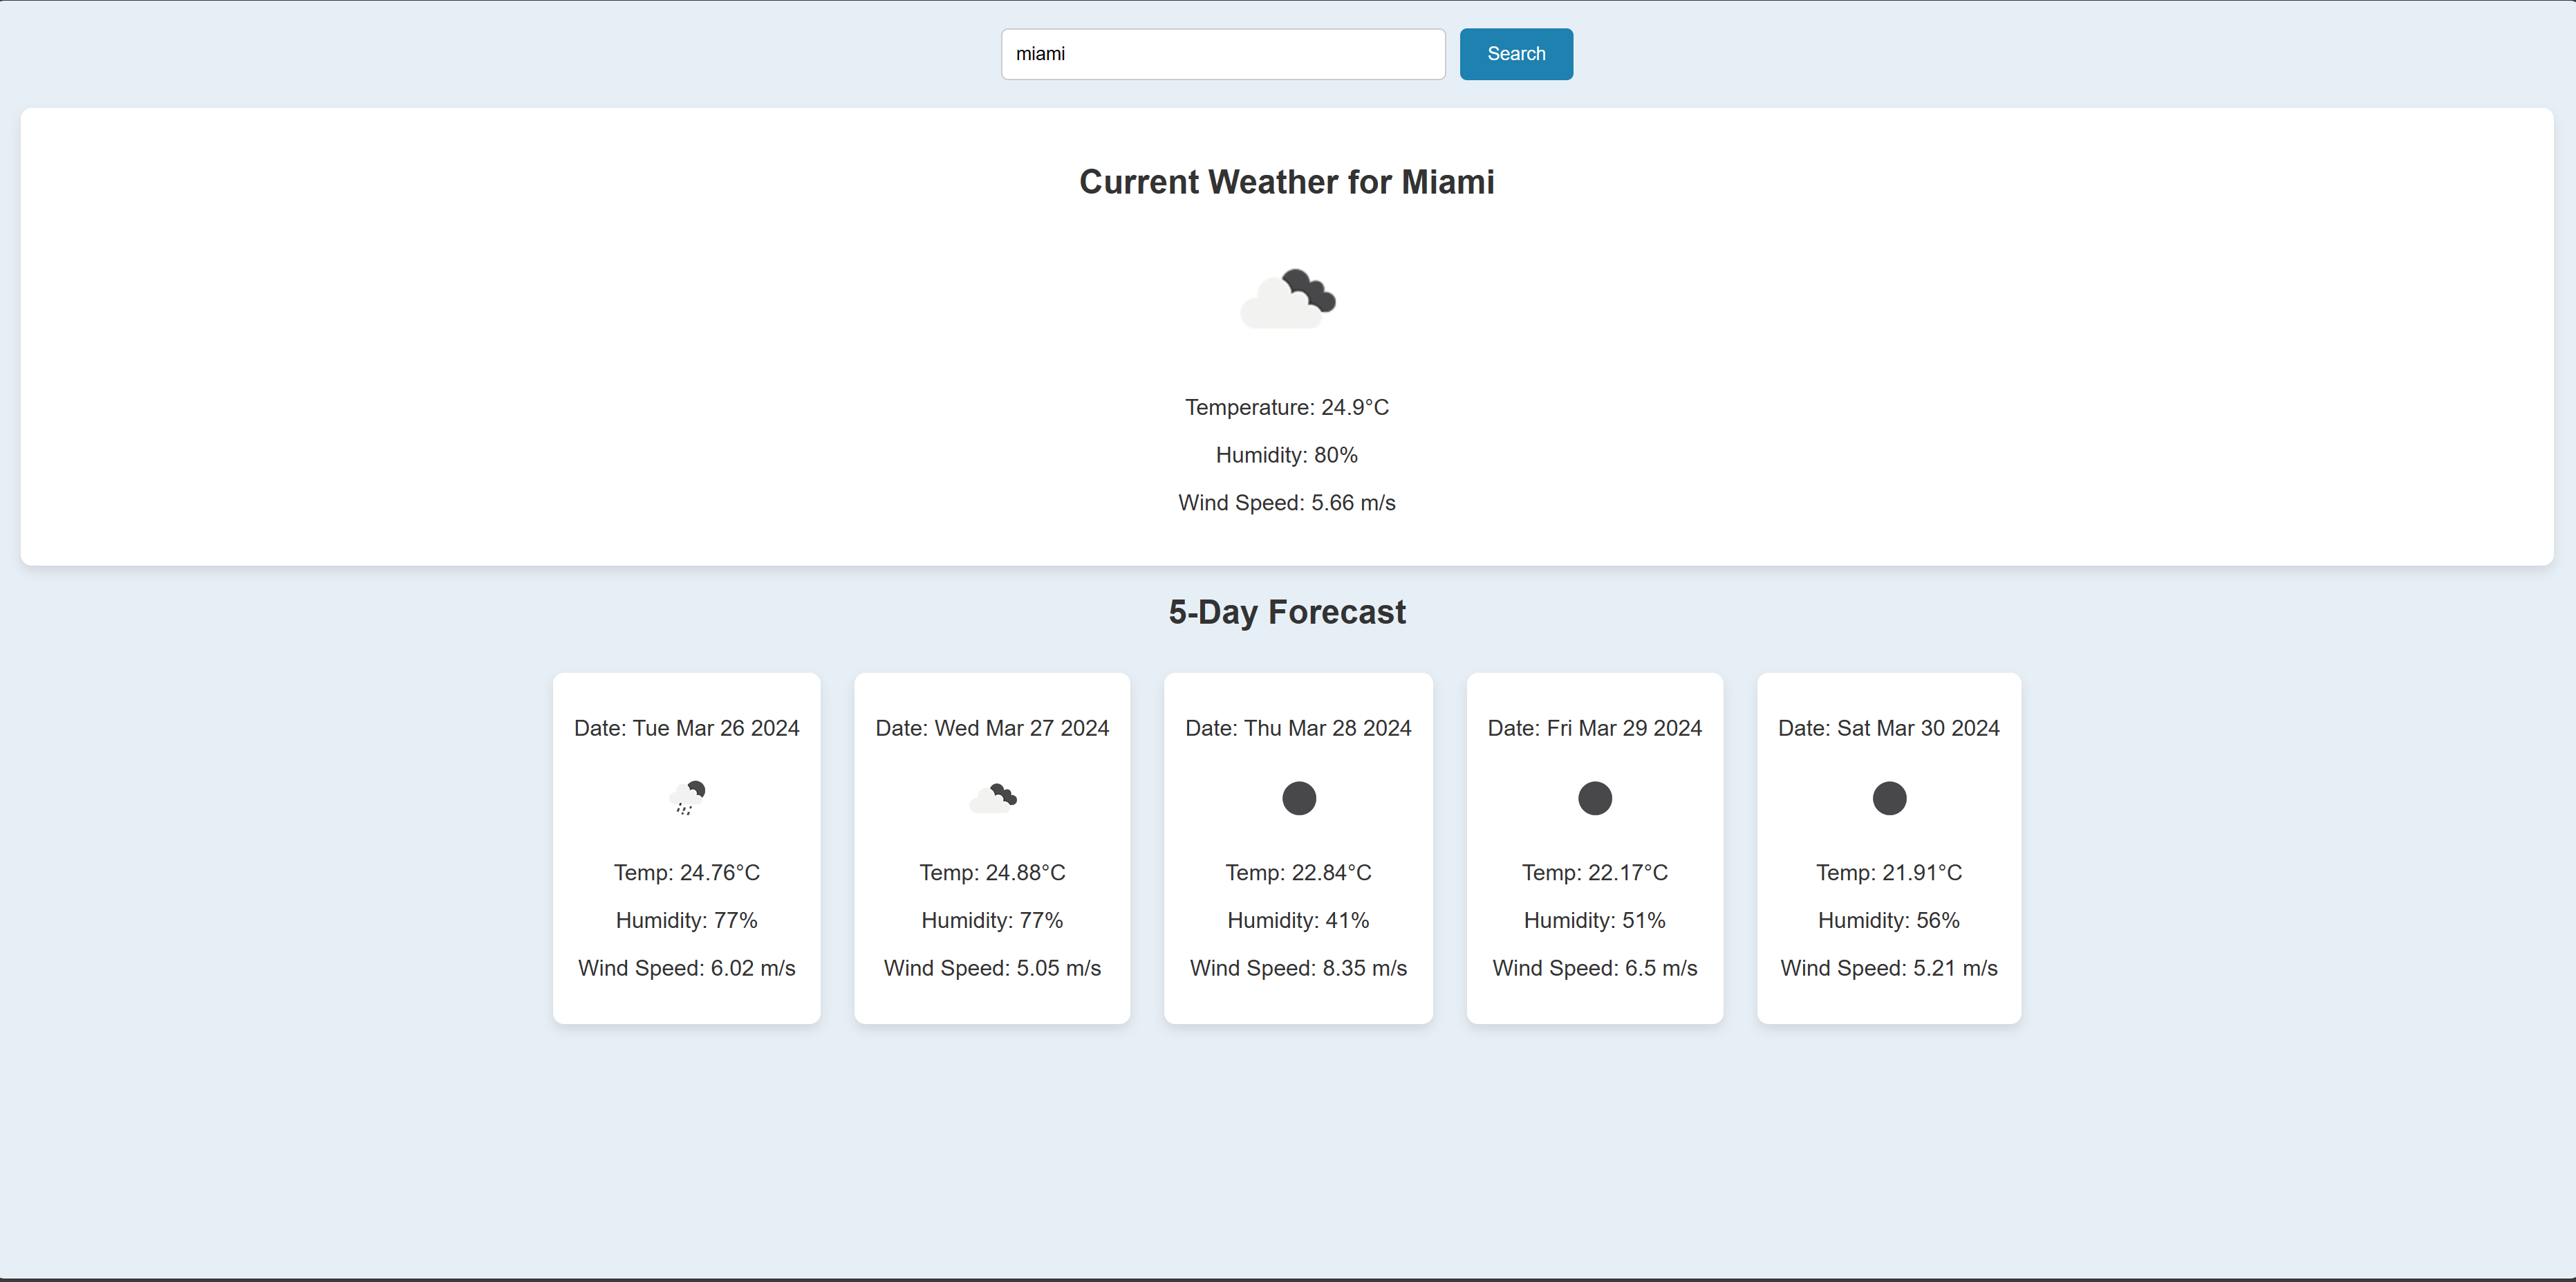 miami
Search
Current Weather for Miami
Temperature: 24.9°C
Humidity: 80%
Wind Speed: 5.66 m/s
5-Day Forecast
Date: Tue Mar 26 2024
Temp: 24.76°C
Humidity: 77%
Wind Speed: 6.02 m/s
Date: Wed Mar 27 2024
Temp: 24.88°C
Humidity: 77%
Wind Speed: 5.05 m/s
Date: Thu Mar 28 2024
Temp: 22.84°C
Humidity: 41%
Wind Speed: 8.35 m/s
Date: Fri Mar 29 2024
Temp: 22.17°C
Humidity: 51%
Wind Speed: 6.5 m/s
Date: Sat Mar 30 2024
Temp: 21.91°C
Humidity: 56%
Wind Speed: 5.21 m/s